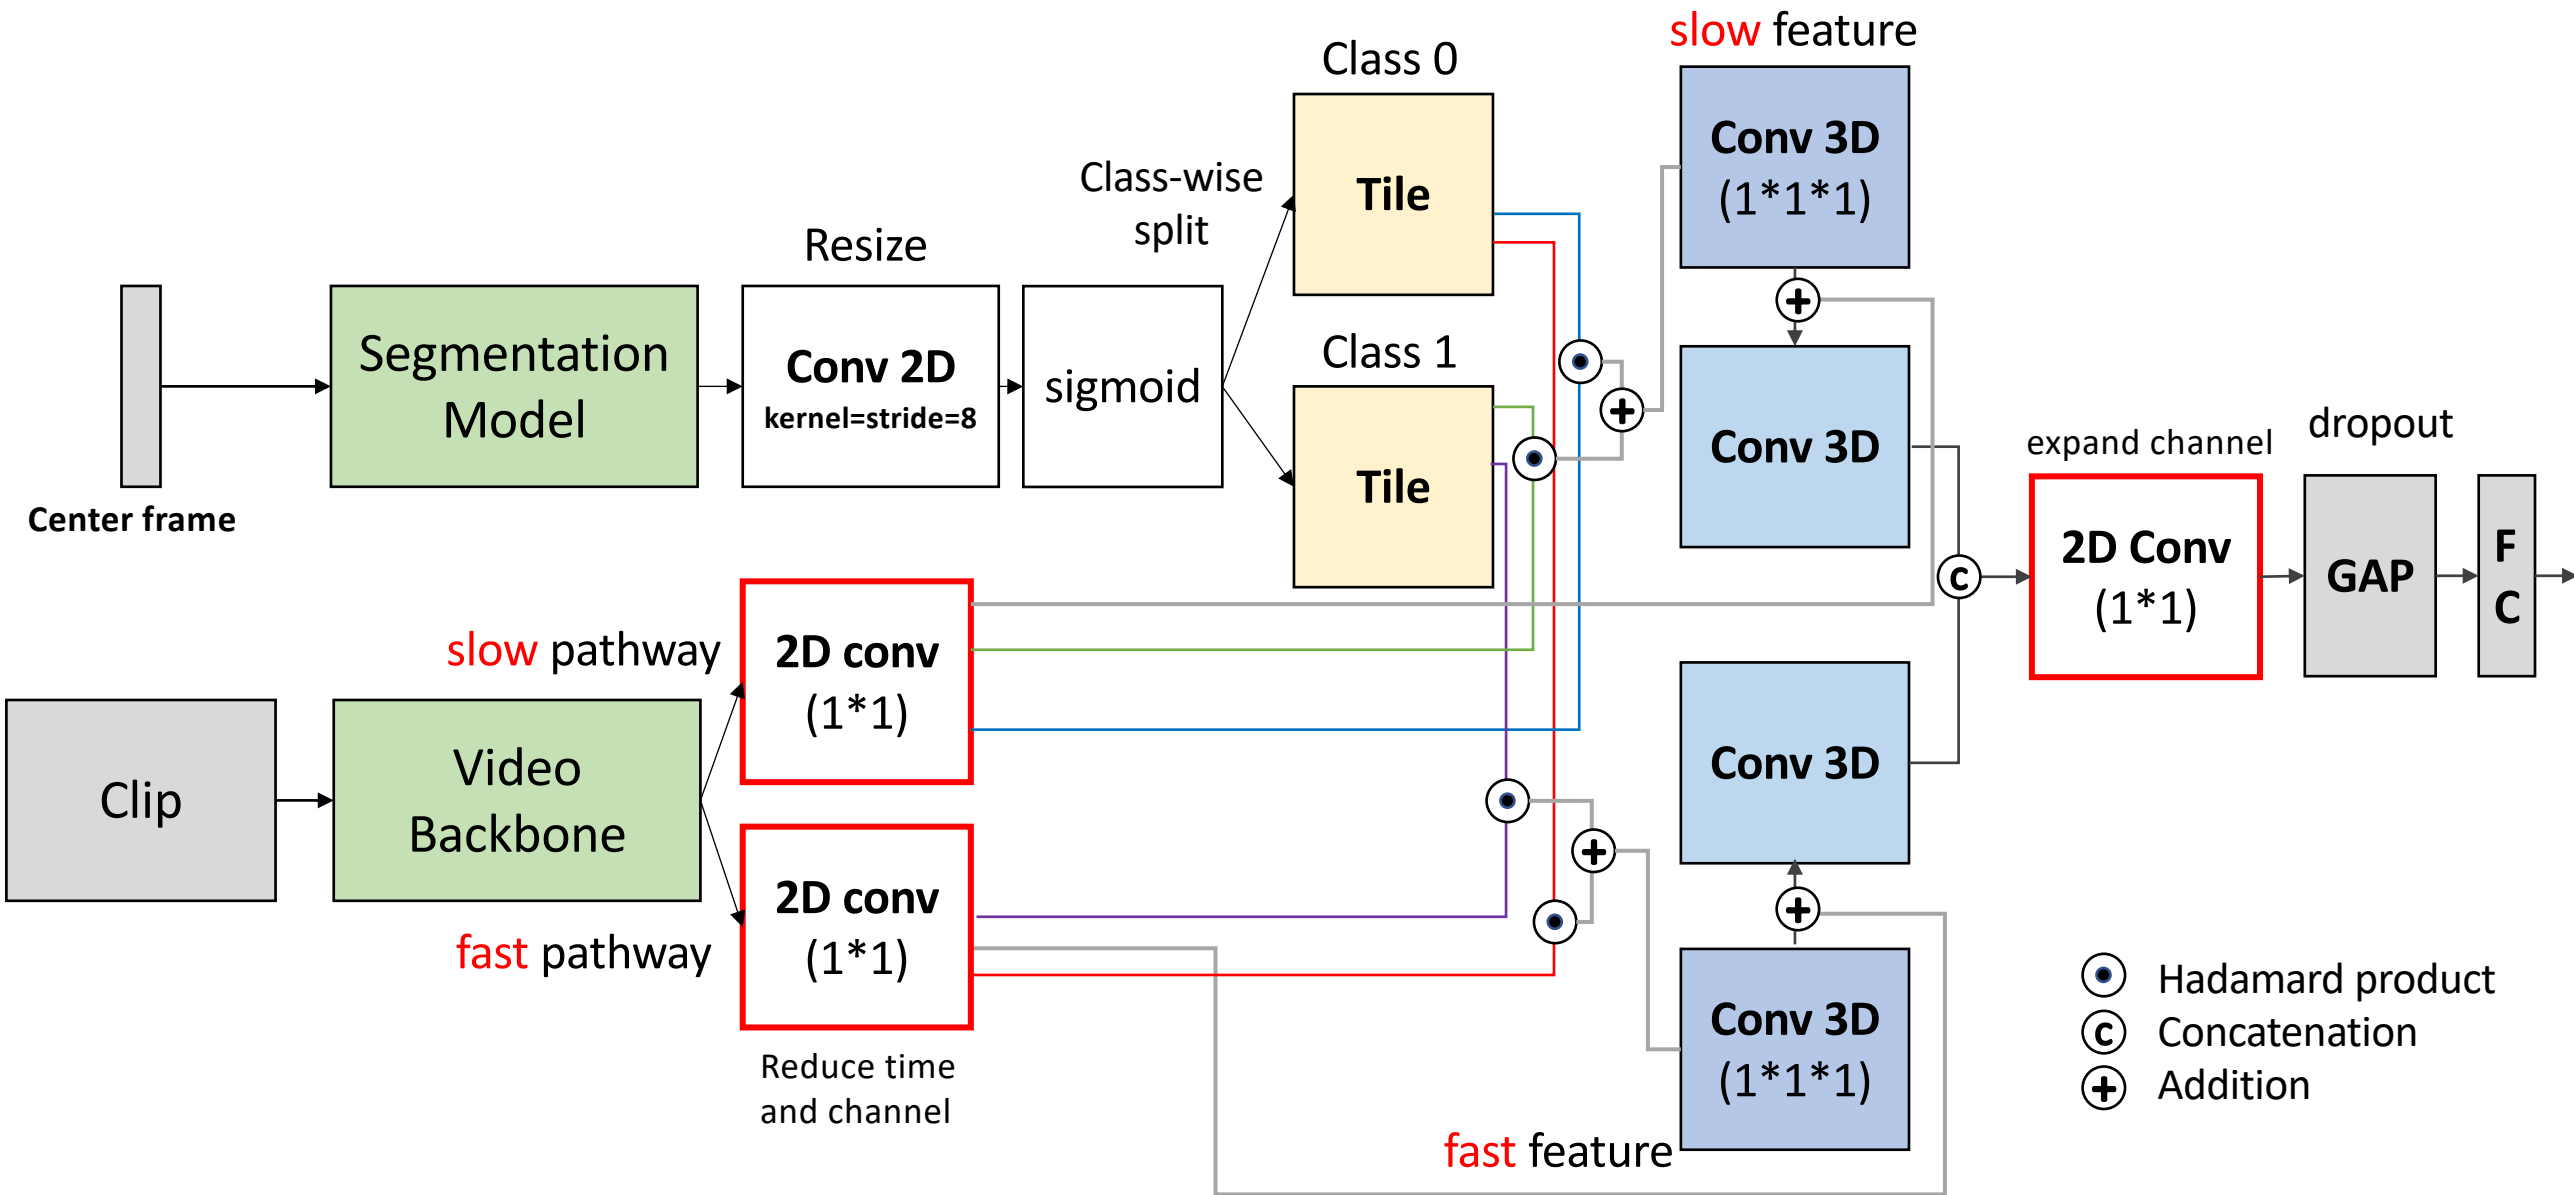 slow feature
Class 0
Conv 3D
(1*1*1)
Class-wise
split
Tile
Resize
Segmentation
Model
Conv 2D
kernel=stride=8
sigmoid
Class 1
Tile
Conv 3D
Center frame
expand channel
dropout
2D Conv
(1*1)
GAP
F
C
c
slow pathway
2D conv
(1*1)
Clip
Video
Backbone
Conv 3D
fast pathway
2D conv
(1*1)
Reduce time
and channel
Conv 3D
(1*1*1)
fast feature
Hadamard product
c Concatenation
Addition